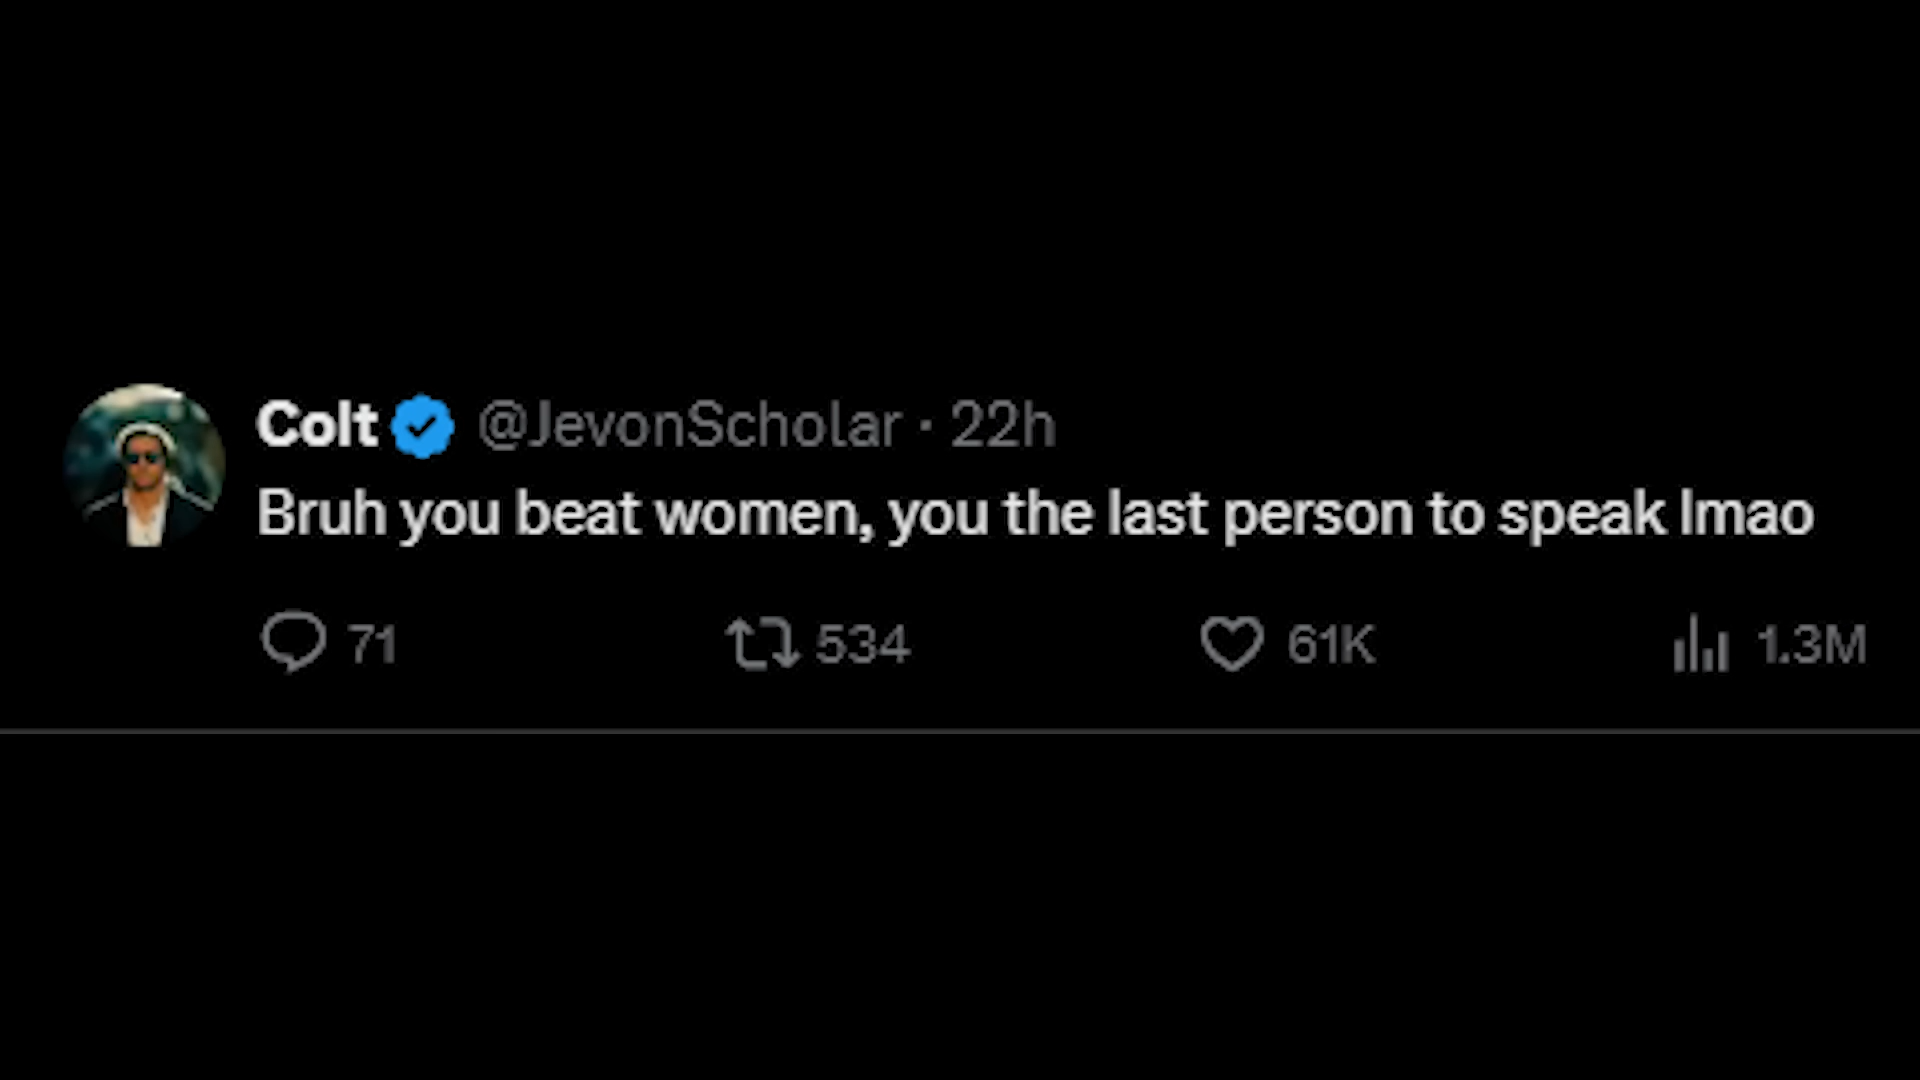 Colt @JevonScholar · 22h
Bruh you beat women, you the last person to speak lmao
71 534 61K 1.3M